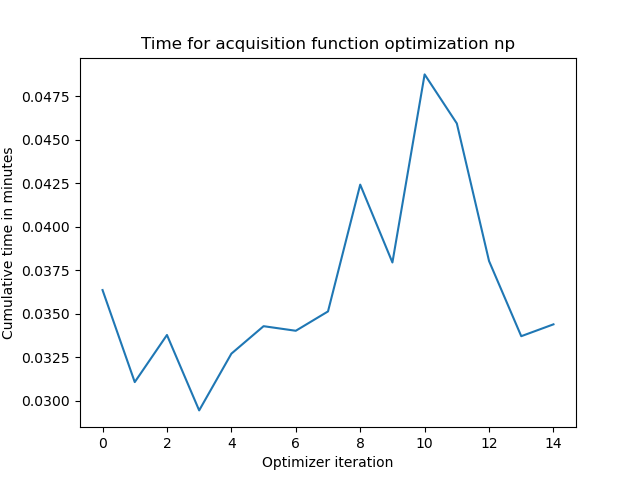 Time for acquisition function optimization np
Cumulative time in minutes
0.0475
0.0450
0.0425
0.0400
0.0375
0.0350
0.0325
0.0300
0 2 4 6 8 10 12 14
Optimizer iteration